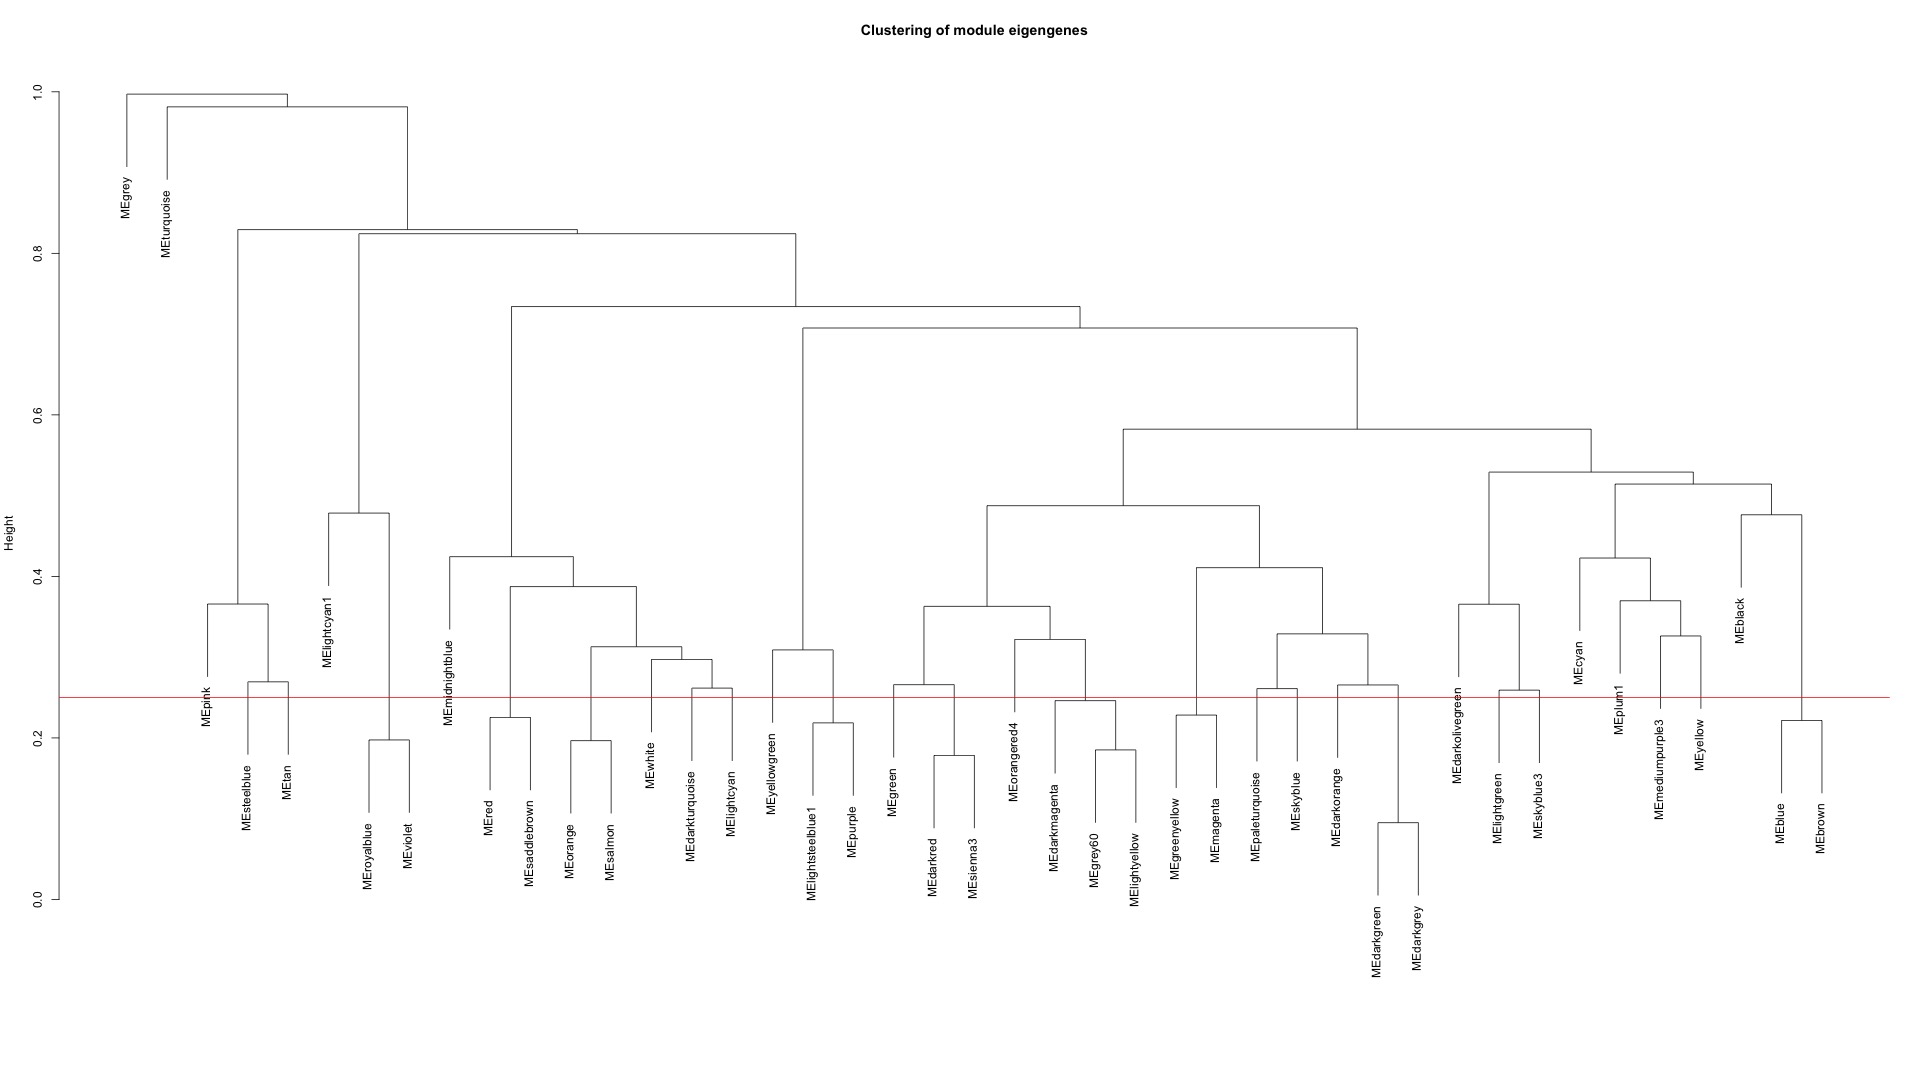 Clustering of module eigengenes
Height
1.0
0.8
0.6
0.4
0.2
0.0
MEgrey
MEturquoise
MEpink
MEsteelblue
MEtan
MElightcyan1
MEroyalblue
MEviolet
MEmidnightblue
MEred
MEsaddlebrown
MEorange
MEsalmon
MEwhite
MEdarkturquoise
MElightcyan
MEyellowgreen
MElightsteelblue1
MEpurple
MEgreen
MEdarkred
MEsienna3
MEorangered4
MEdarkmagenta
MEgrey60
MElightyellow
MEgreenyellow
MEmagenta
MEpaleturquoise
MEskyblue
MEdarkorange
MEdarkgreen
MEdarkgrey
MEdarkolivegreen
MElightgreen
MEskyblue3
MEcyan
MEplum1
MEmediumpurple3
MEyellow
MEblack
MEblue
MEbrown